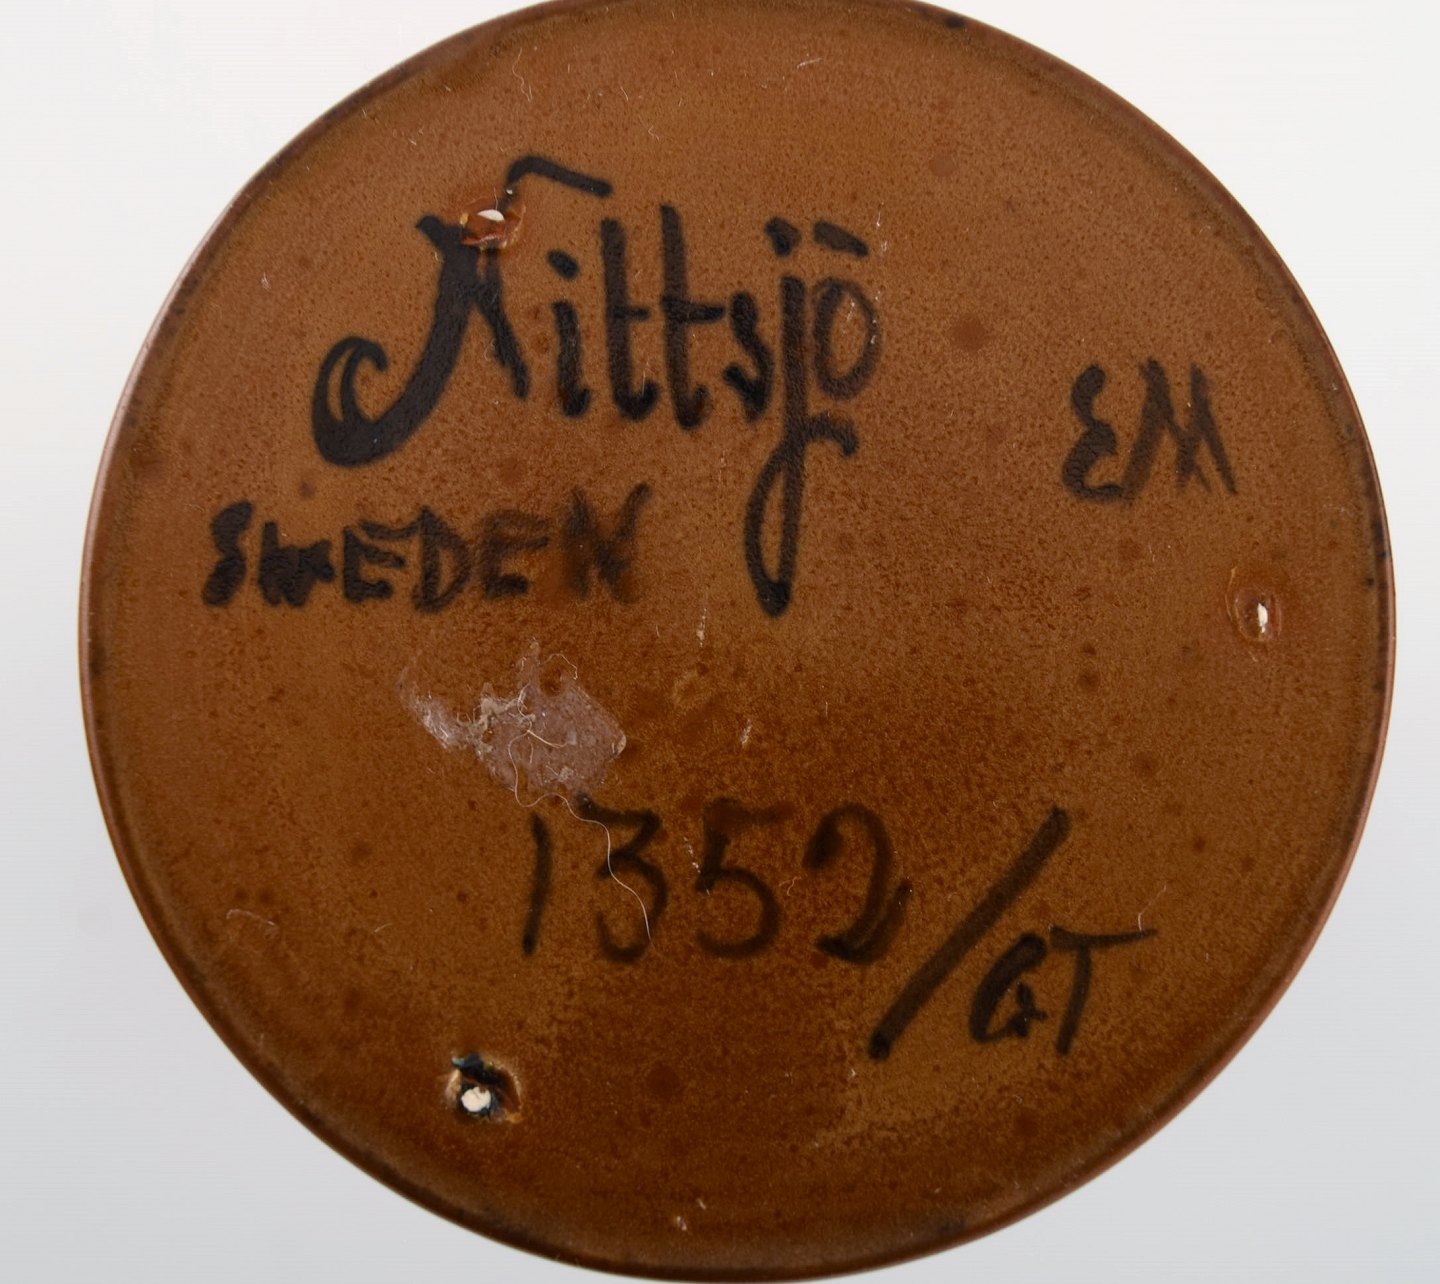 Nittsjö
EM
SWEDEN
1352/GT